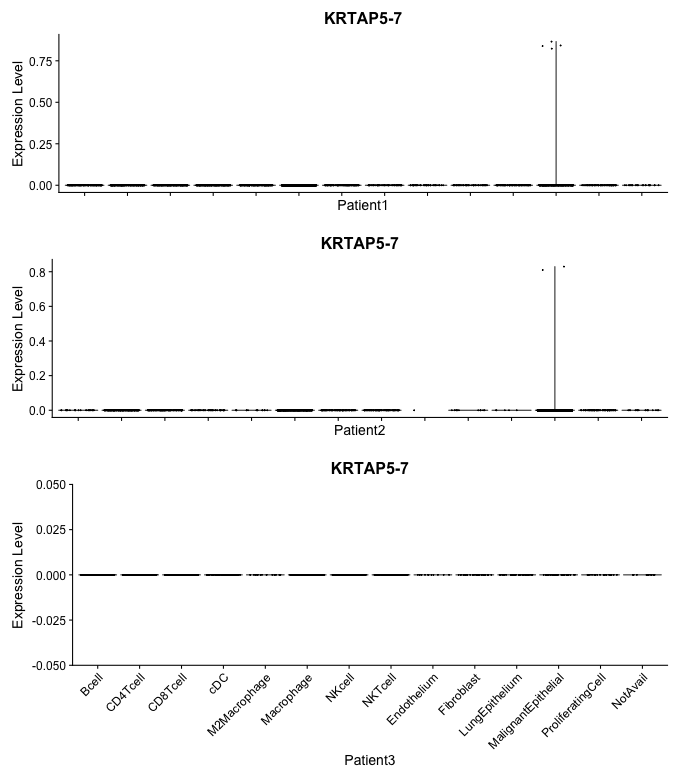 KRTAP5-7
Expression Level
0.75
0.50
0.25
0.00
Patient1
KRTAP5-7
Expression Level
0.8
0.6
0.4
0.2
0.0
Patient2
KRTAP5-7
Expression Level
0.050
0.025
0.000
-0.025
-0.050
Bcell
CD4Tcell
CD8Tcell
cDC
M2Macrophage
Macrophage
NKcell
NKTcell
Endothelium
Fibroblast
LungEpithelium
MalignantEpithelial
ProliferatingCell
NotAvail
Patient3